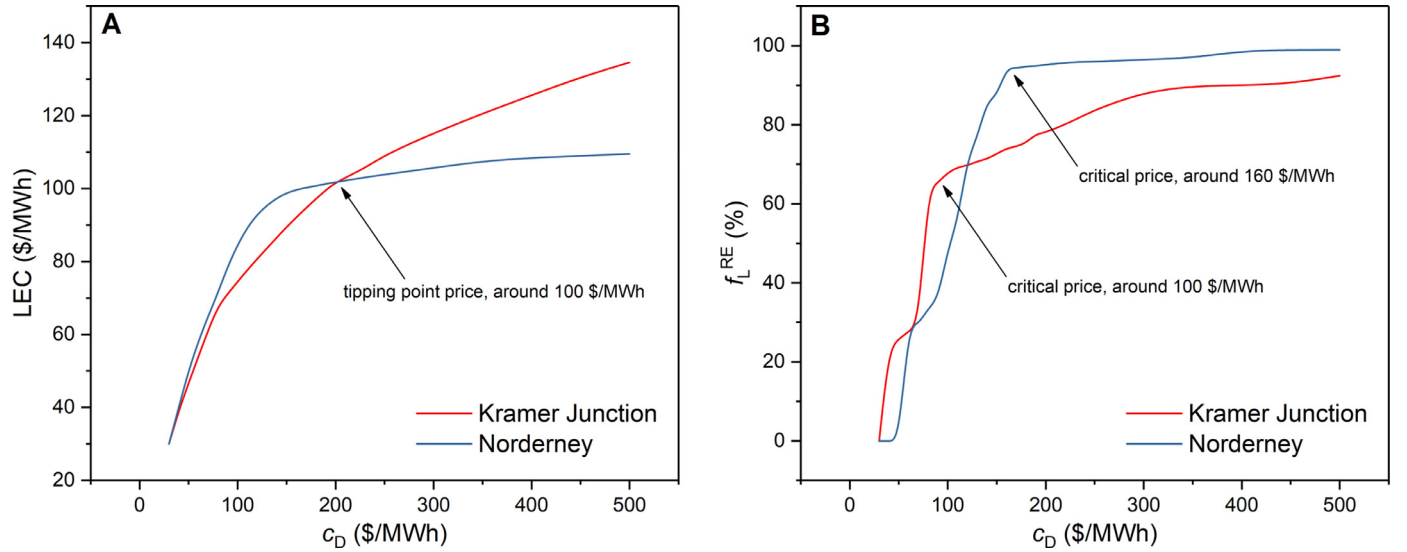 A
LEC ($/MWh)
140
120
100
80
60
40
20
tipping point price, around 100 $/MWh
Kramer Junction
Norderney
0 100 200 300 400 500
cD ($/MWh)
B
fLRE (%)
100
80
60
40
20
0
critical price, around 160 $/MWh
critical price, around 100 $/MWh
Kramer Junction
Norderney
0 100 200 300 400 500
cD ($/MWh)